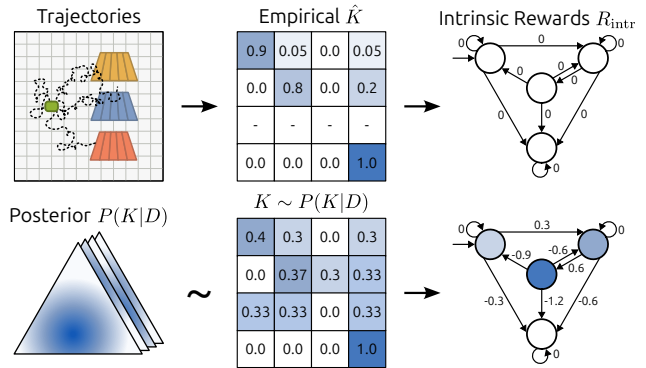 Trajectories
Empirical K̂
Intrinsic Rewards R_intr
0.9 0.05 0.0 0.05
0.0 0.8 0.0 0.2
- - - -
0.0 0.0 0.0 1.0
0 0 0
0 0 0
0 0 0
0
Posterior P(K|D)
K ∼ P(K|D)
~
0.4 0.3 0.0 0.3
0.0 0.37 0.3 0.33
0.33 0.33 0.0 0.33
0.0 0.0 0.0 1.0
0 0.3 0
-0.9 -0.6 0.6
-0.3 -1.2 -0.6
0